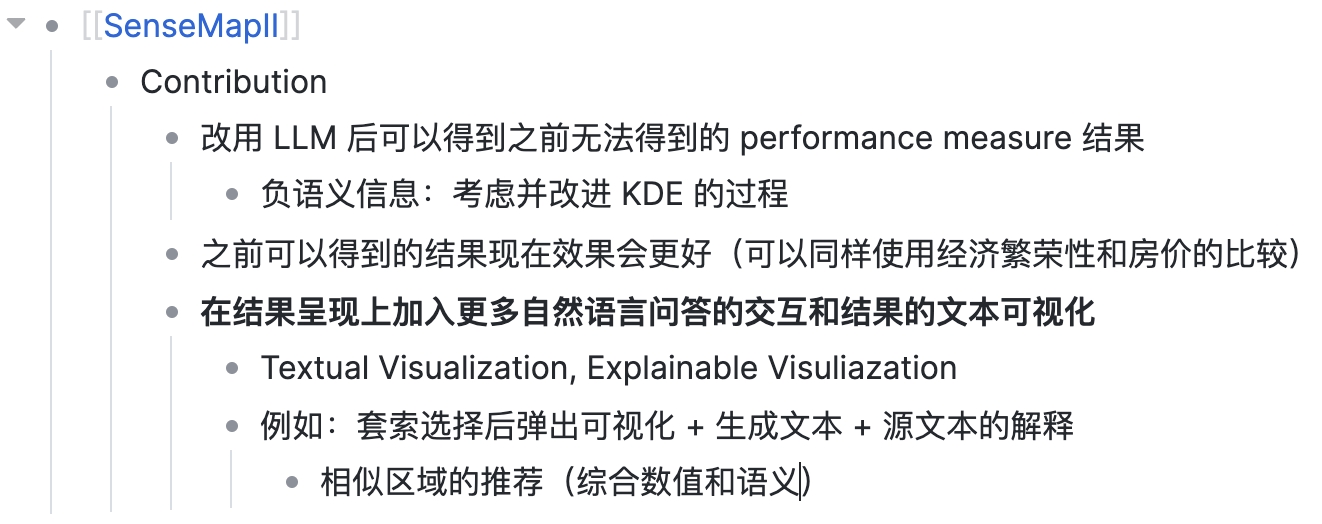 [[SenseMapII]]
Contribution
改用 LLM 后可以得到之前无法得到的 performance measure 结果
负语义信息：考虑并改进 KDE 的过程
之前可以得到的结果现在效果会更好（可以同样使用经济繁荣性和房价的比较）
在结果呈现上加入更多自然语言问答的交互和结果的文本可视化
Textual Visualization, Explainable Visuliazation
例如：套索选择后弹出可视化 + 生成文本 + 源文本的解释
相似区域的推荐（综合数值和语义）